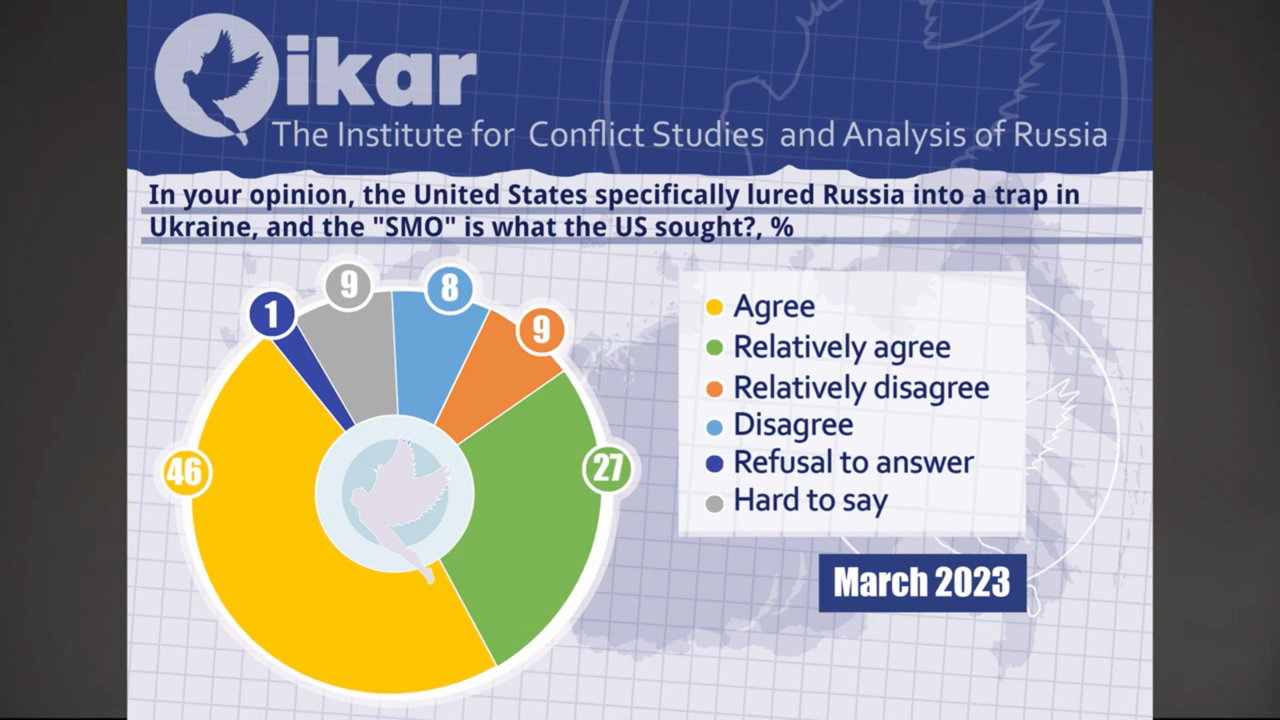 ikar
The Institute for Conflict Studies and Analysis of Russia
In your opinion, the United States specifically lured Russia into a trap in
Ukraine, and the "SMO" is what the US sought?, %
1
9
8
9
46
27
Agree
Relatively agree
Relatively disagree
Disagree
Refusal to answer
Hard to say
March 2023